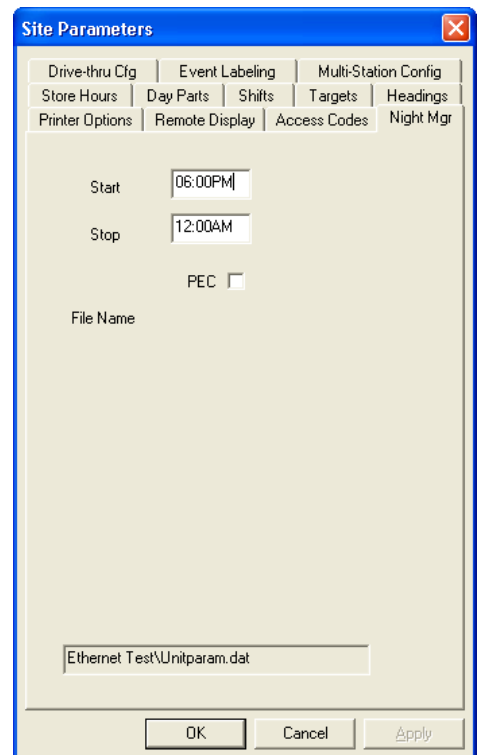 Site Parameters
Drive-thru Cfg Event Labeling Multi-Station Config
Store Hours Day Parts Shifts Targets Headings
Printer Options Remote Display Access Codes Night Mgr
Start 06:00PM
Stop 12:00AM
PEC
File Name
Ethernet Test\Unitparam.dat
OK Cancel Apply